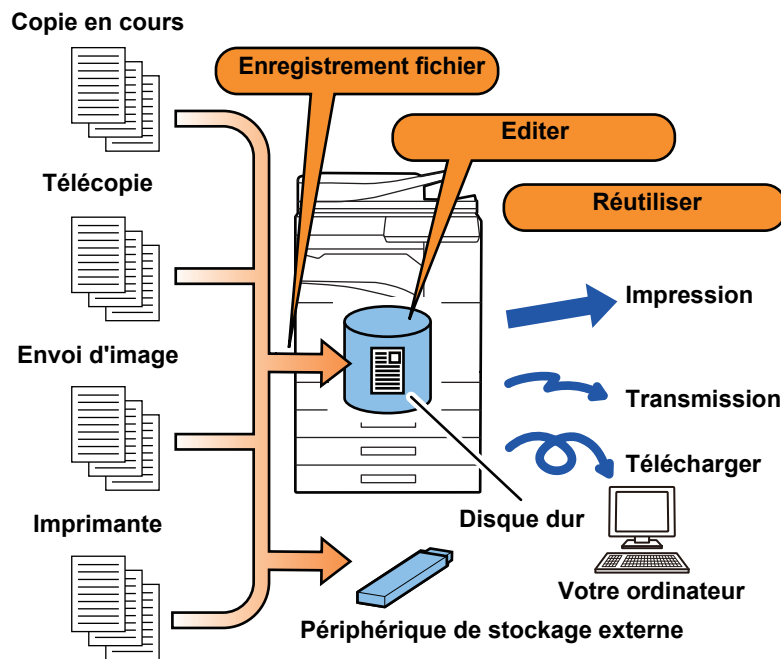 Copie en cours
Enregistrement fichier
Editer
Télécopie
Réutiliser
Impression
Envoi d'image
Transmission
Télécharger
Imprimante
Disque dur
Votre ordinateur
Périphérique de stockage externe